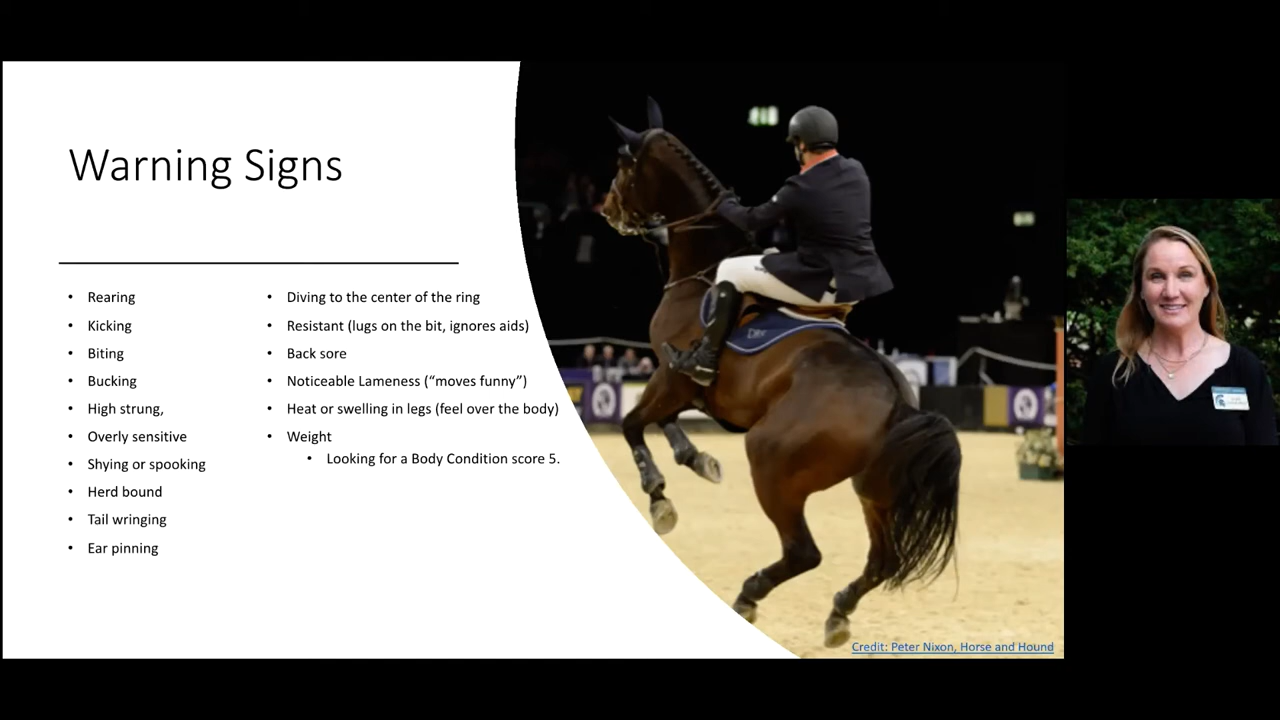 Warning Signs
• Rearing
• Kicking
• Biting
• Bucking
• High strung,
• Overly sensitive
• Shying or spooking
• Herd bound
• Tail wringing
• Ear pinning
• Diving to the center of the ring
• Resistant (lugs on the bit, ignores aids)
• Back sore
• Noticeable Lameness (“moves funny”)
• Heat or swelling in legs (feel over the body)
• Weight
• Looking for a Body Condition score 5.
Credit: Peter Nixon, Horse and Hound